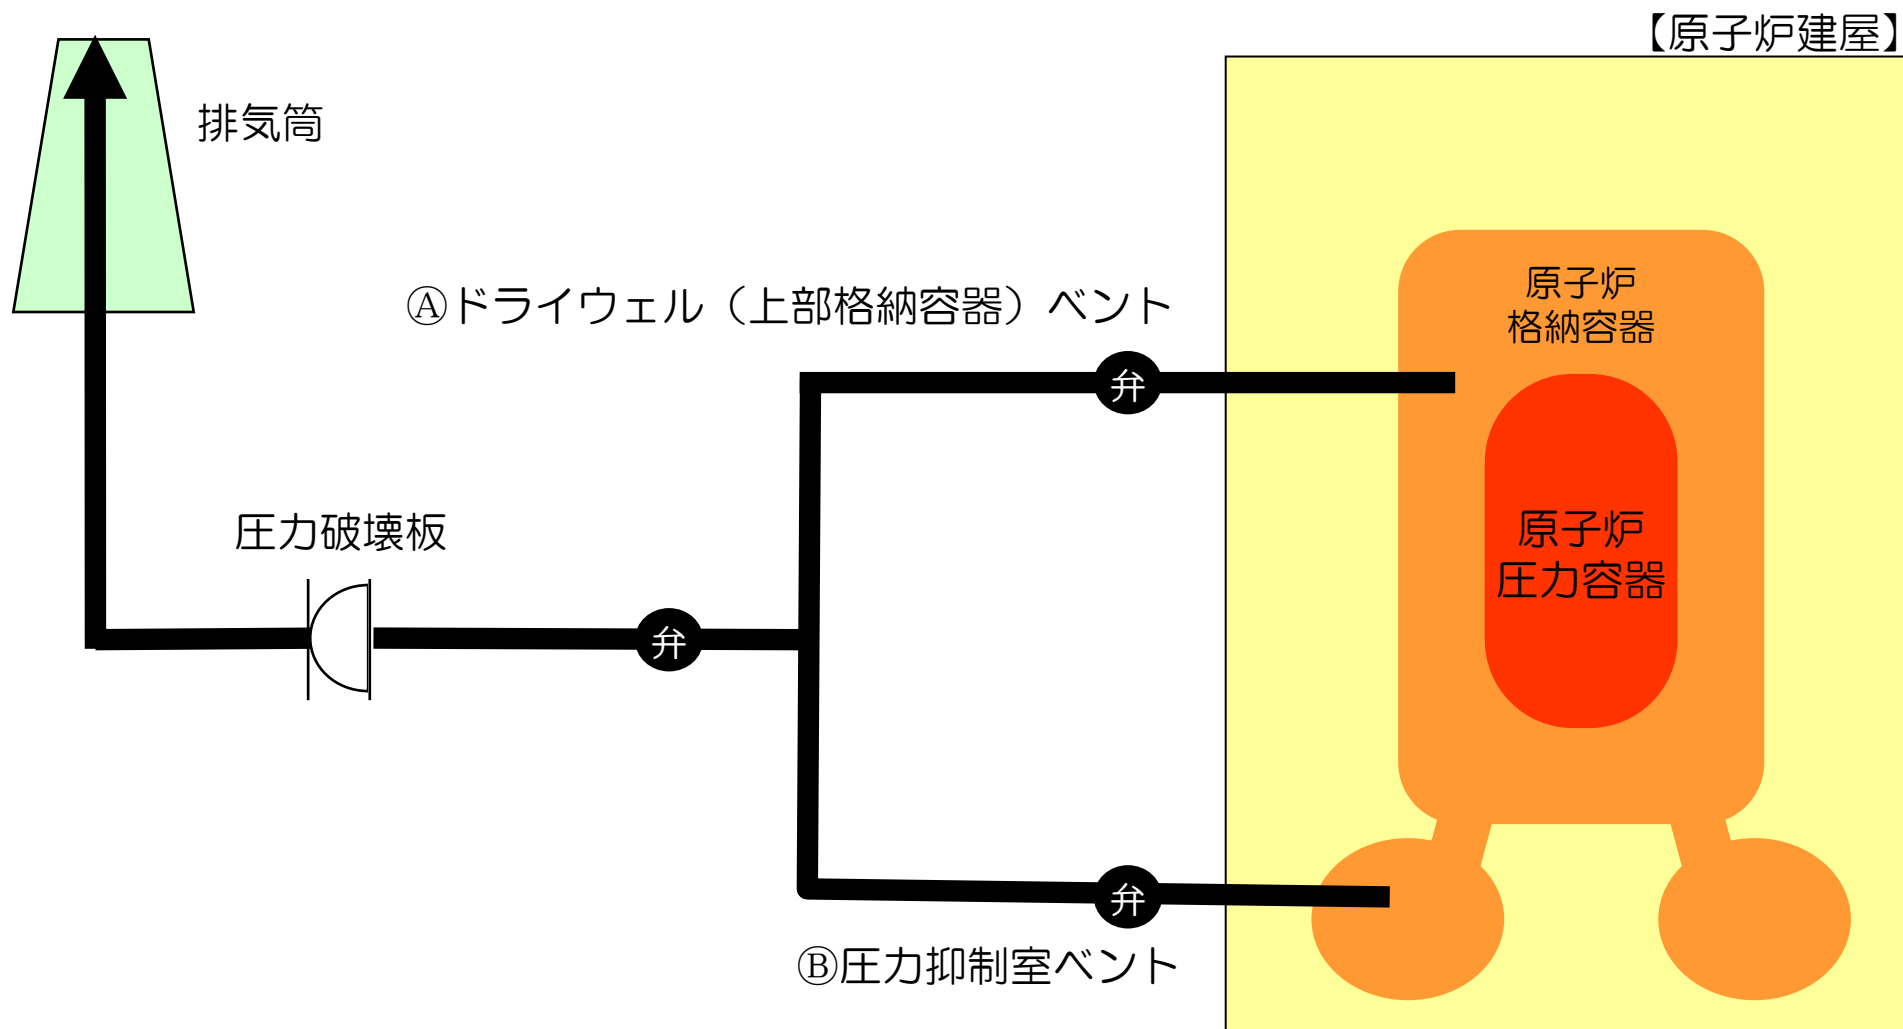 【原子炉建屋】
排気筒
Ⓐドライウェル（上部格納容器）ベント
原子炉
格納容器
弁
圧力破壊板
原子炉
圧力容器
弁
弁
Ⓑ圧力抑制室ベント